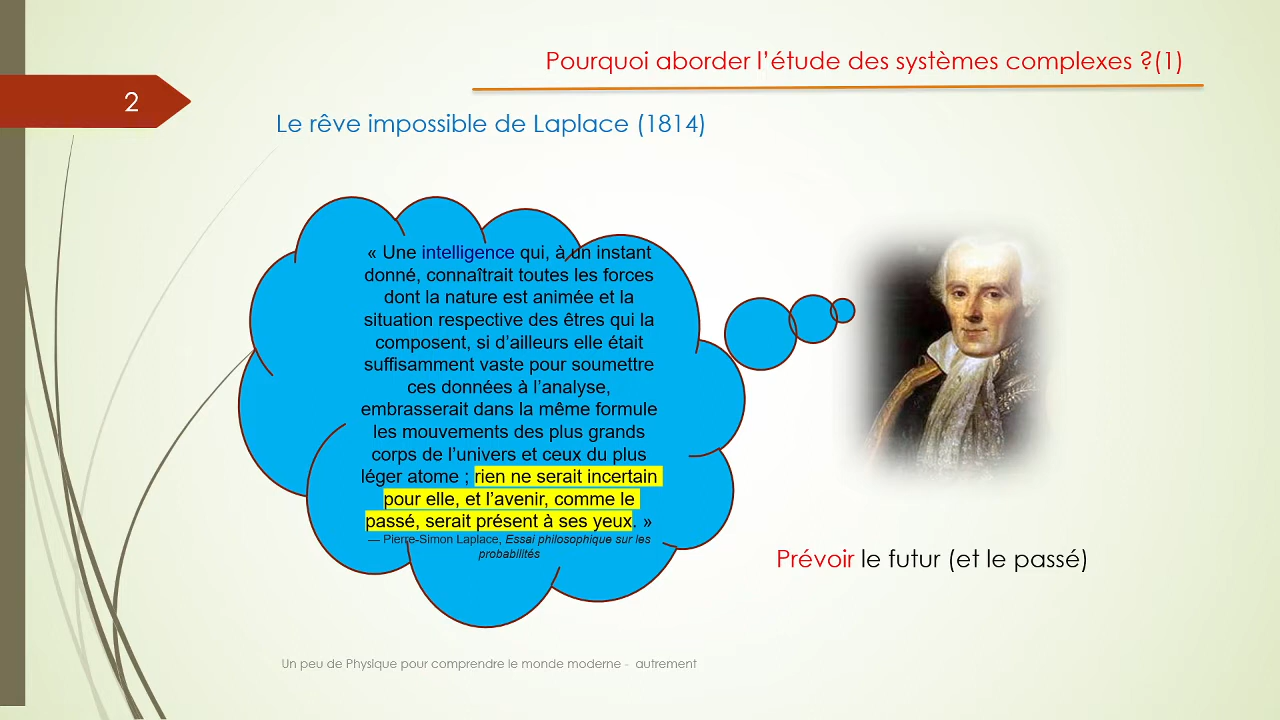 Pourquoi aborder l’étude des systèmes complexes ?(1)
2
Le rêve impossible de Laplace (1814)
« Une intelligence qui, à un instant
donné, connaîtrait toutes les forces
dont la nature est animée et la
situation respective des êtres qui la
composent, si d’ailleurs elle était
suffisamment vaste pour soumettre
ces données à l’analyse,
embrasserait dans la même formule
les mouvements des plus grands
corps de l’univers et ceux du plus
léger atome ; rien ne serait incertain
pour elle, et l’avenir, comme le
passé, serait présent à ses yeux. »
— Pierre-Simon Laplace, Essai philosophique sur les
probabilités
Prévoir le futur (et le passé)
Un peu de Physique pour comprendre le monde moderne - autrement